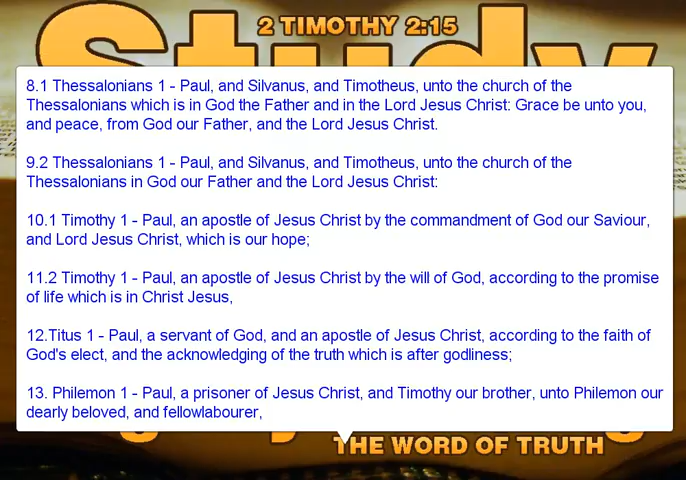 2 TIMOTHY 2:15
Study
8.1 Thessalonians 1 - Paul, and Silvanus, and Timotheus, unto the church of the
Thessalonians which is in God the Father and in the Lord Jesus Christ: Grace be unto you,
and peace, from God our Father, and the Lord Jesus Christ.
9.2 Thessalonians 1 - Paul, and Silvanus, and Timotheus, unto the church of the
Thessalonians in God our Father and the Lord Jesus Christ:
10.1 Timothy 1 - Paul, an apostle of Jesus Christ by the commandment of God our Saviour,
and Lord Jesus Christ, which is our hope;
11.2 Timothy 1 - Paul, an apostle of Jesus Christ by the will of God, according to the promise
of life which is in Christ Jesus,
12.Titus 1 - Paul, a servant of God, and an apostle of Jesus Christ, according to the faith of
God's elect, and the acknowledging of the truth which is after godliness;
13. Philemon 1 - Paul, a prisoner of Jesus Christ, and Timothy our brother, unto Philemon our
dearly beloved, and fellowlabourer,
THE WORD OF TRUTH